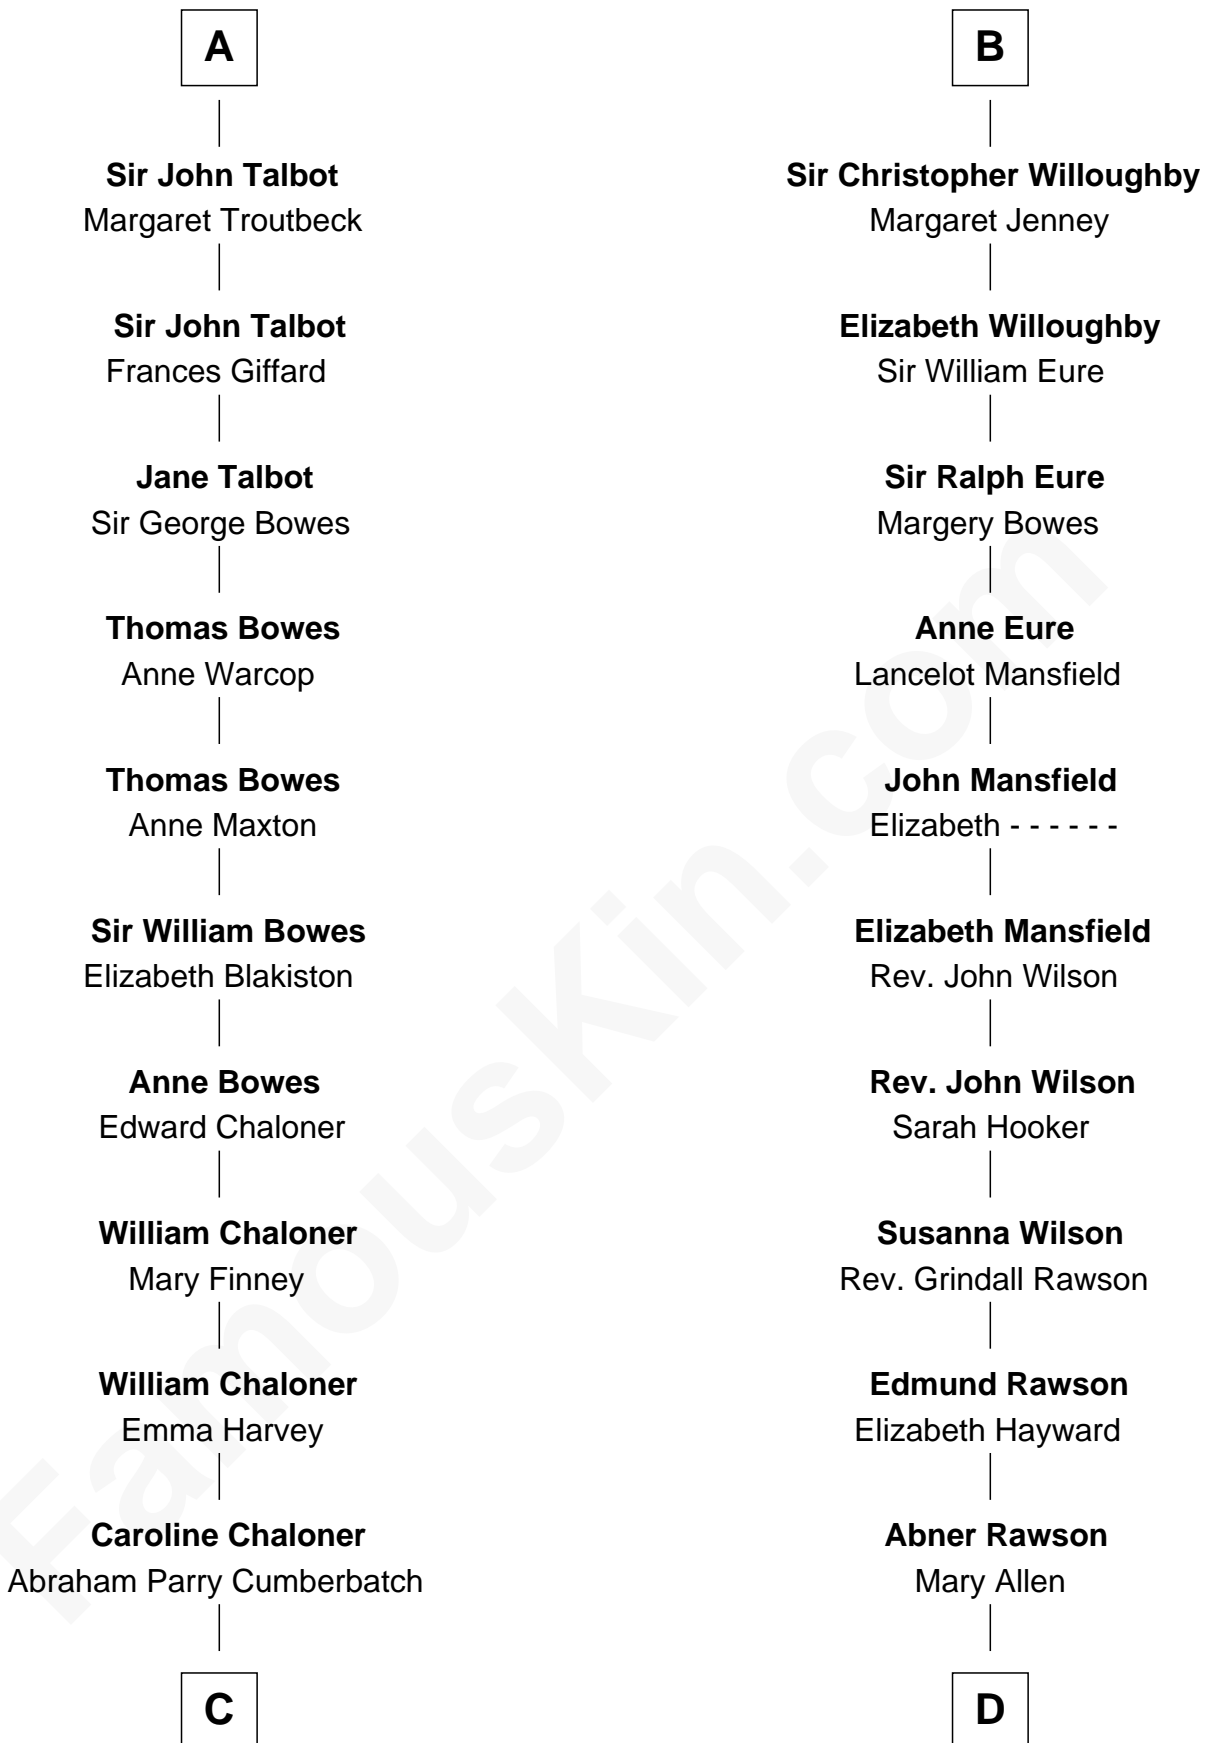 A
Sir John Talbot
Margaret Troutbeck
Sir John Talbot
Frances Giffard
Jane Talbot
Sir George Bowes
Thomas Bowes
Anne Warcop
Thomas Bowes
Anne Maxton
Sir William Bowes
Elizabeth Blakiston
Anne Bowes
Edward Chaloner
William Chaloner
Mary Finney
William Chaloner
Emma Harvey
Caroline Chaloner
Abraham Parry Cumberbatch
C
B
Sir Christopher Willoughby
Margaret Jenney
Elizabeth Willoughby
Sir William Eure
Sir Ralph Eure
Margery Bowes
Anne Eure
Lancelot Mansfield
John Mansfield
Elizabeth - - - - - -
Elizabeth Mansfield
Rev. John Wilson
Rev. John Wilson
Sarah Hooker
Susanna Wilson
Rev. Grindall Rawson
Edmund Rawson
Elizabeth Hayward
Abner Rawson
Mary Allen
D
FamousKin.com